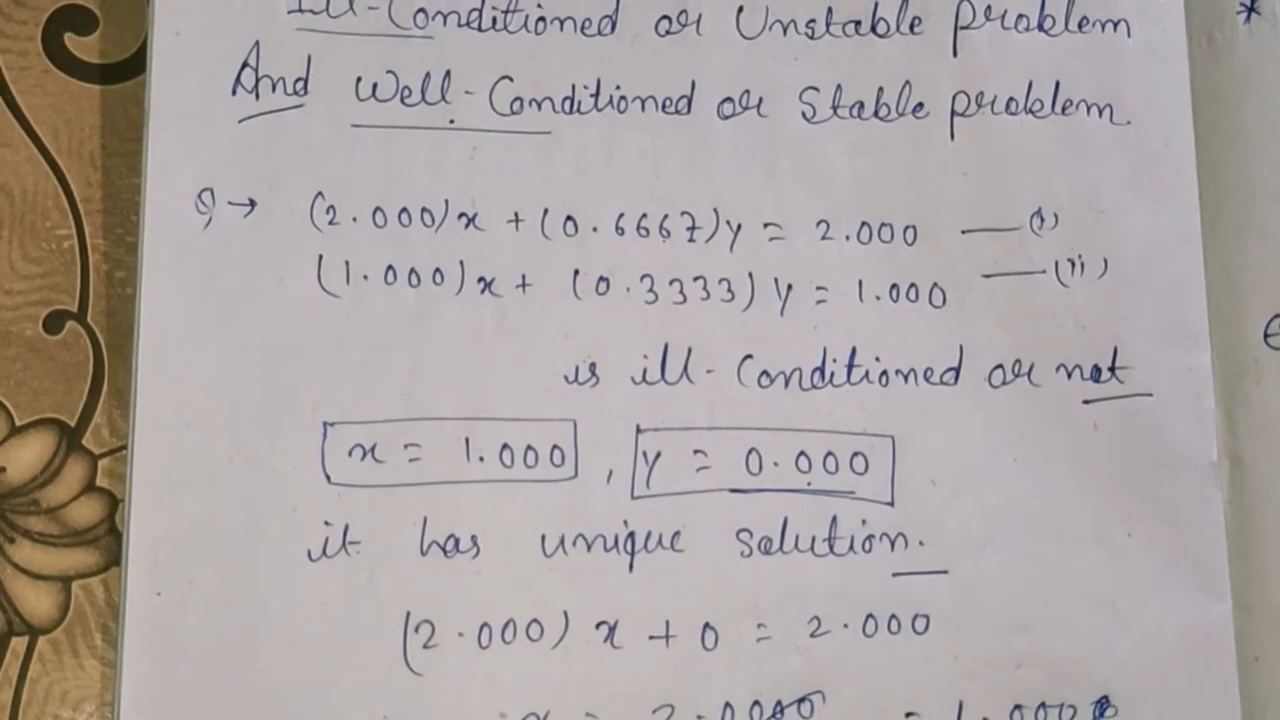 Ill-Conditioned or Unstable problem *
And Well-Conditioned or Stable problem.
Q → (2.000)x + (0.6667)y = 2.000 —(i)
(1.000)x + (0.3333)y = 1.000 —(ii)
is ill-Conditioned or not
x = 1.000 , y = 0.000
it has unique solution.
(2.000) x + 0 = 2.000